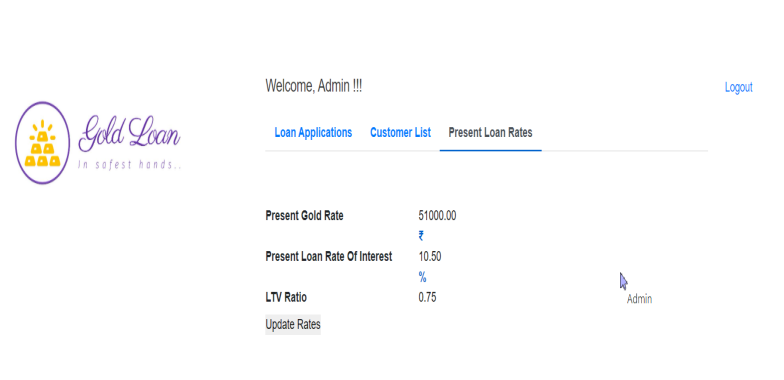 Welcome, Admin !!!
Logout
Gold Loan
In safest hands..
Loan Applications Customer List Present Loan Rates
Present Gold Rate 51000.00
₹
Present Loan Rate Of Interest 10.50
%
LTV Ratio 0.75
Admin
Update Rates